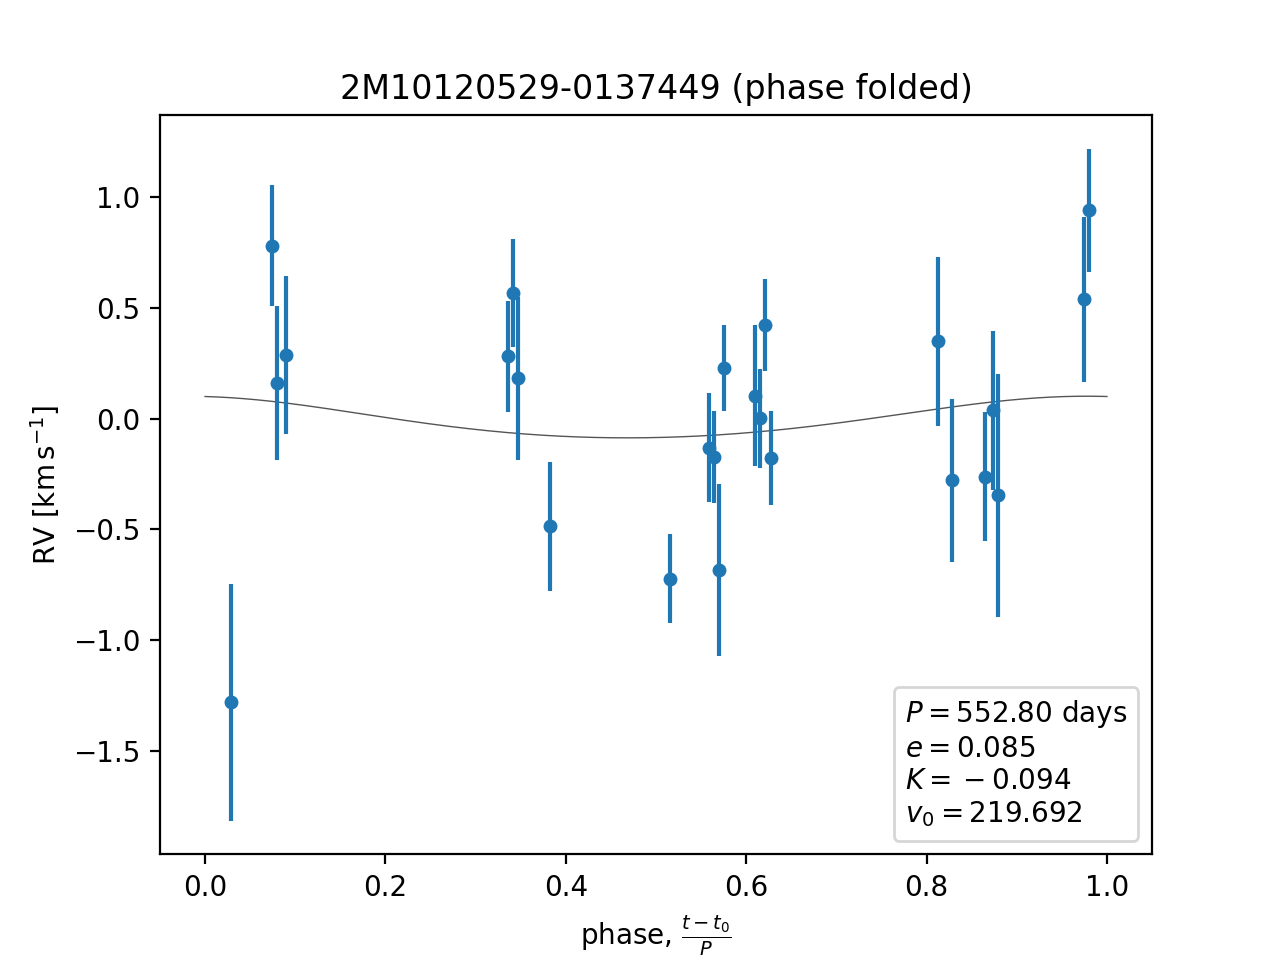 2M10120529-0137449 (phase folded)
RV [km s⁻¹]
1.0
0.5
0.0
−0.5
−1.0
−1.5
P = 552.80 days
e = 0.085
K = −0.094
v₀ = 219.692
0.0 0.2 0.4 0.6 0.8 1.0
phase, (t − t₀)/P